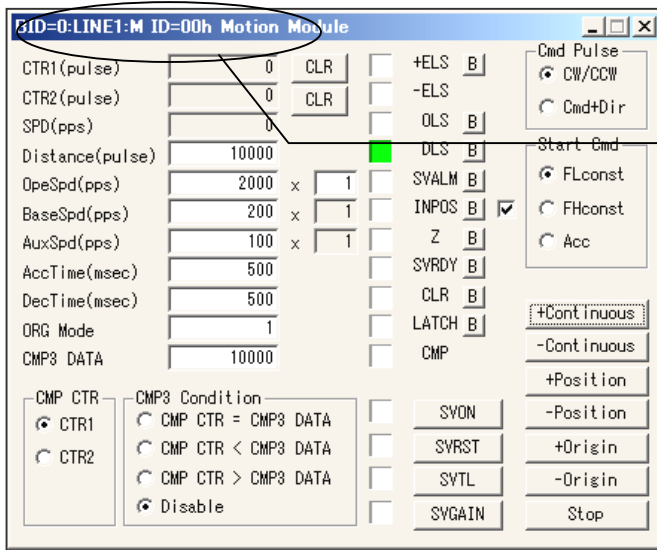 BID=0:LINE1:M ID=00h Motion Module
CTR1(pulse) 0 CLR
CTR2(pulse) 0 CLR
SPD(pps) 0
Distance(pulse) 10000
OpeSpd(pps) 2000 x 1
BaseSpd(pps) 200 x 1
AuxSpd(pps) 100 x 1
AccTime(msec) 500
DecTime(msec) 500
ORG Mode 1
CMP3 DATA 10000
+ELS B
-ELS
OLS B
DLS B
SVALM B
INPOS B
Z B
SVRDY B
CLR B
LATCH B
CMP
Cmd Pulse
CW/CCW
Cmd+Dir
Start Cmd
FLconst
FHconst
Acc
+Continuous
-Continuous
+Position
-Position
+Origin
-Origin
Stop
CMP CTR
CTR1
CTR2
CMP3 Condition
CMP CTR = CMP3 DATA
CMP CTR < CMP3 DATA
CMP CTR > CMP3 DATA
Disable
SVON
SVRST
SVTL
SVGAIN